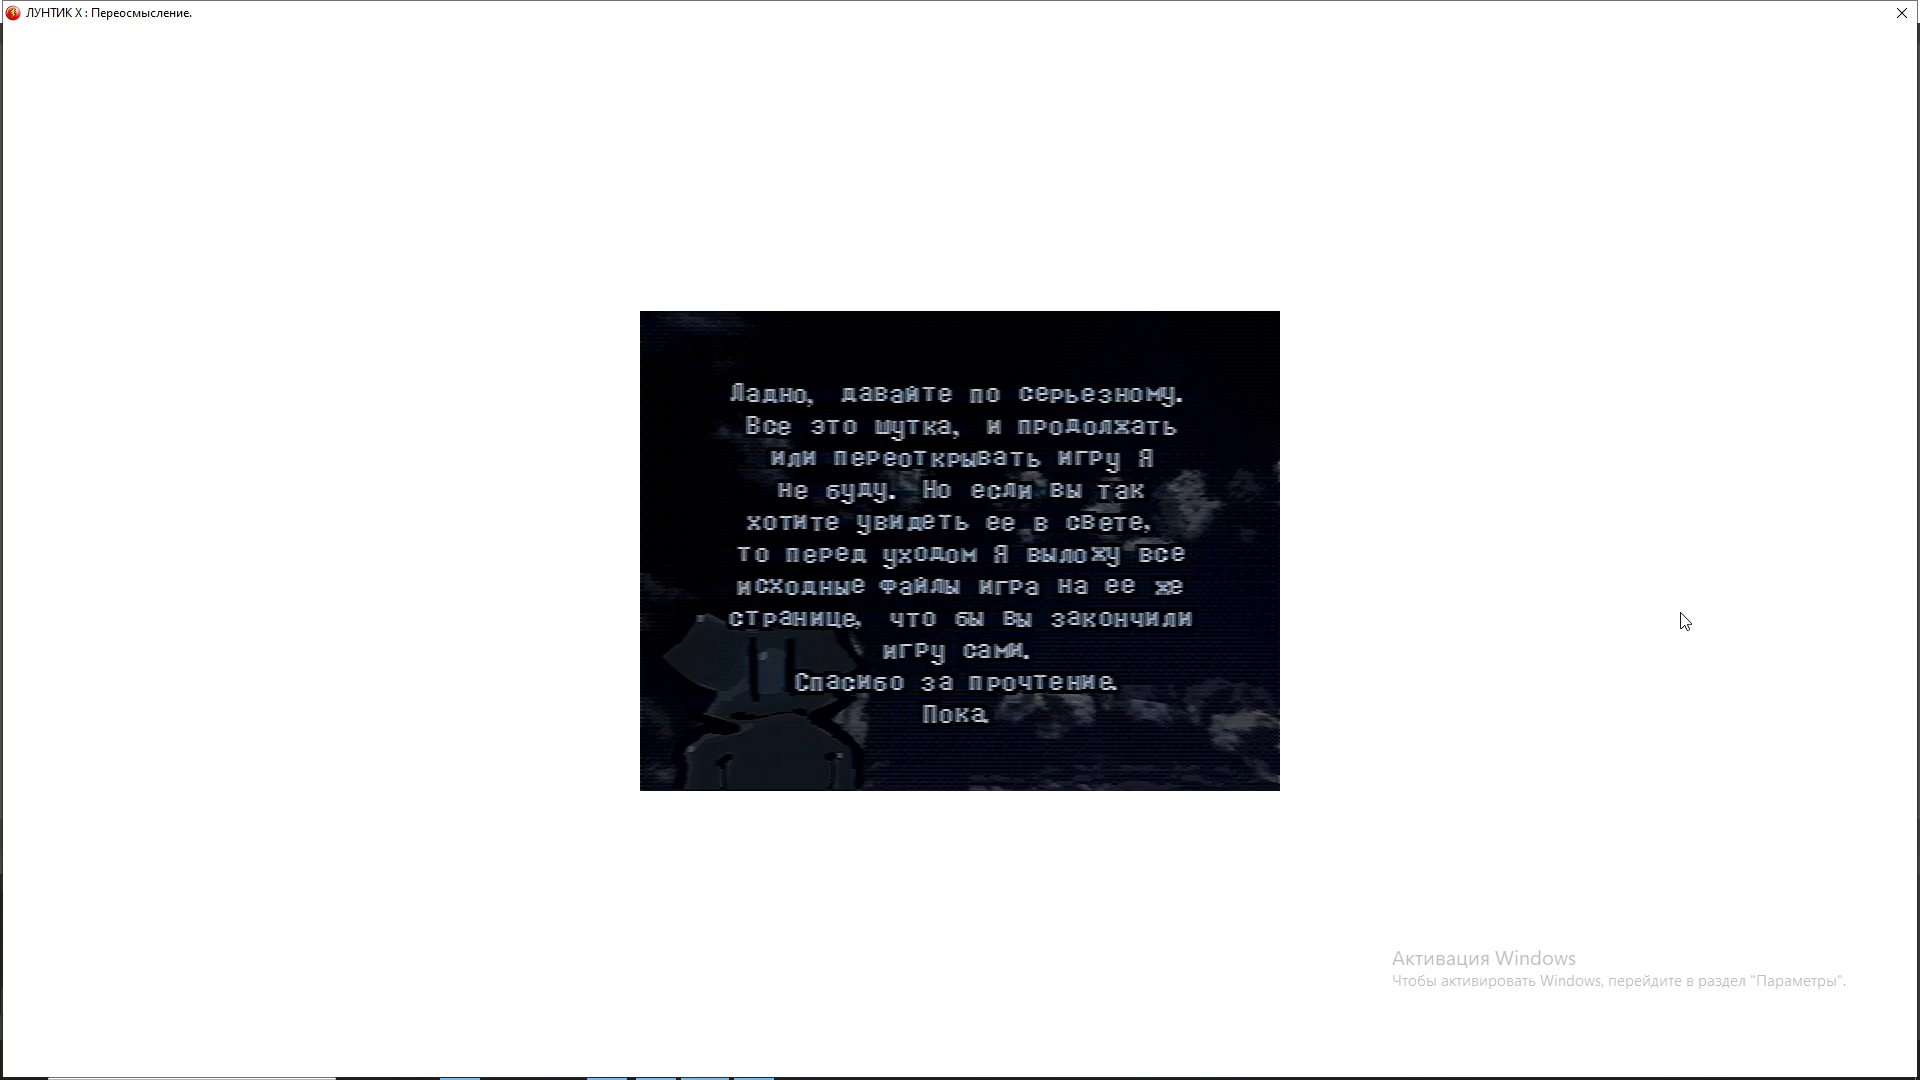 ЛУНТИК X : Переосмысление.
Ладно, давайте по серьезному.
Все это шутка, и продолжать
или переоткрывать игру Я
не буду. Но если вы так
хотите увидеть ее в свете,
то перед уходом Я выложу все
исходные файлы игра на ее же
странице, что бы вы закончили
игру сами.
Спасибо за прочтение.
Пока.
Активация Windows
Чтобы активировать Windows, перейдите в раздел "Параметры".